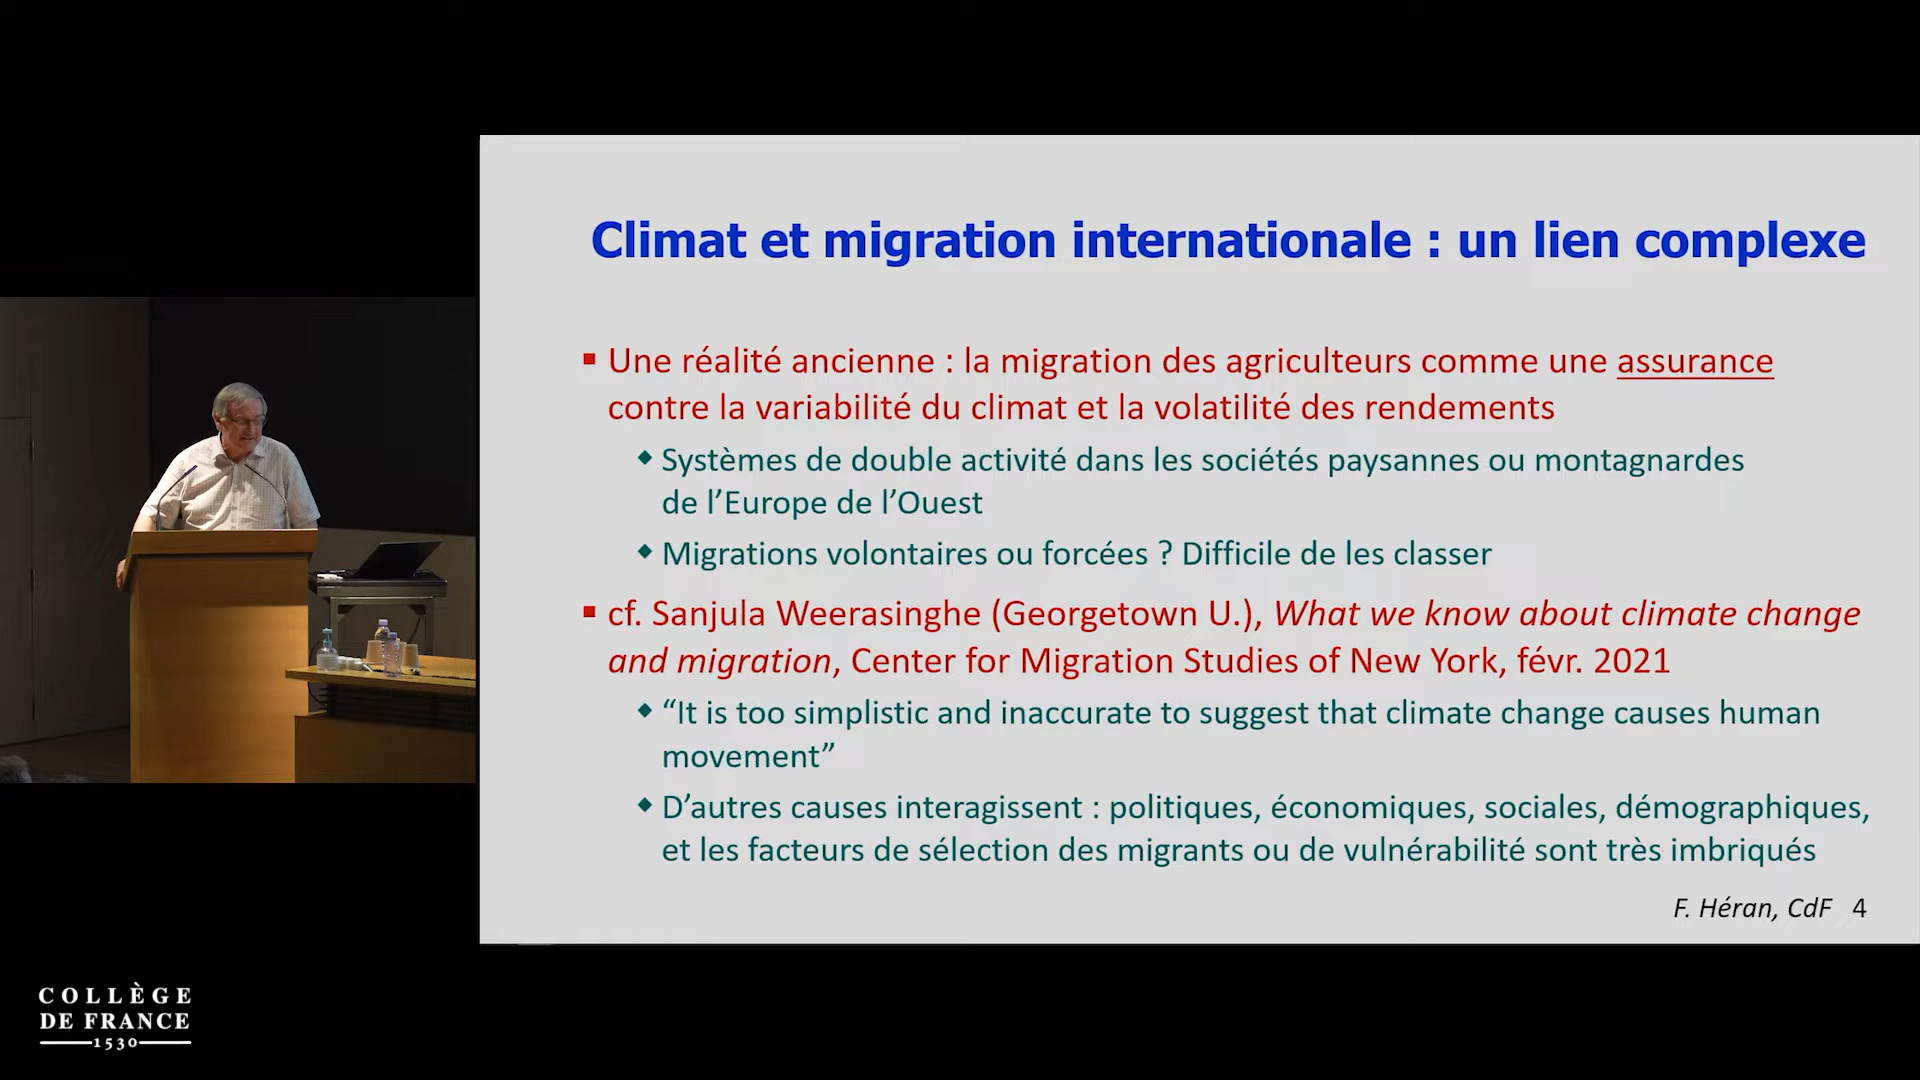 Climat et migration internationale : un lien complexe
▪ Une réalité ancienne : la migration des agriculteurs comme une assurance
contre la variabilité du climat et la volatilité des rendements
◆ Systèmes de double activité dans les sociétés paysannes ou montagnardes
de l’Europe de l’Ouest
◆ Migrations volontaires ou forcées ? Difficile de les classer
▪ cf. Sanjula Weerasinghe (Georgetown U.), What we know about climate change
and migration, Center for Migration Studies of New York, févr. 2021
◆ “It is too simplistic and inaccurate to suggest that climate change causes human
movement”
◆ D’autres causes interagissent : politiques, économiques, sociales, démographiques,
et les facteurs de sélection des migrants ou de vulnérabilité sont très imbriqués
F. Héran, CdF 4
COLLÈGE
DE FRANCE
1530